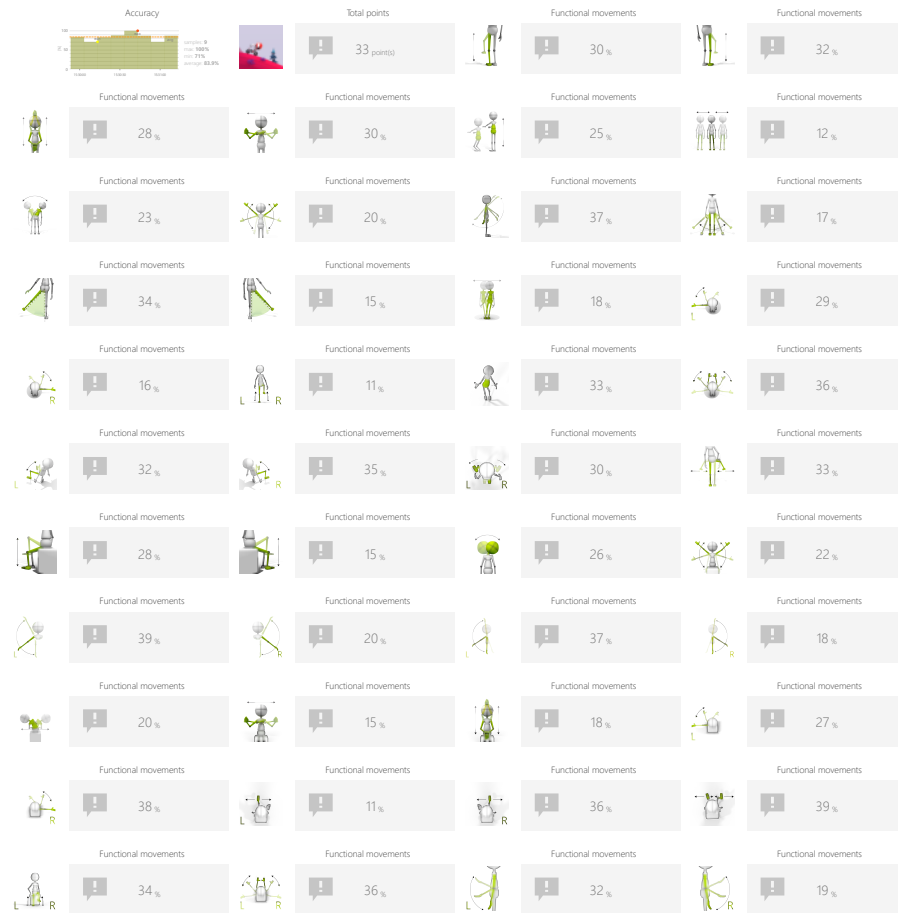 Accuracy
100
50
0
samples: 9
max: 100%
min: 71%
average: 83.9%
Total points
33 point(s)
Functional movements
30 %
Functional movements
32 %
Functional movements
28 %
Functional movements
30 %
Functional movements
25 %
Functional movements
12 %
Functional movements
23 %
Functional movements
20 %
Functional movements
37 %
Functional movements
17 %
Functional movements
34 %
Functional movements
15 %
Functional movements
18 %
L
Functional movements
29 %
R
Functional movements
16 %
L R
Functional movements
11 %
Functional movements
33 %
Functional movements
36 %
L
Functional movements
32 %
R
Functional movements
35 %
L R
Functional movements
30 %
Functional movements
33 %
Functional movements
28 %
Functional movements
15 %
Functional movements
26 %
Functional movements
22 %
L
Functional movements
39 %
R
Functional movements
20 %
L
Functional movements
37 %
R
Functional movements
18 %
Functional movements
20 %
Functional movements
15 %
Functional movements
18 %
L
Functional movements
27 %
R
Functional movements
38 %
L
Functional movements
11 %
R
Functional movements
36 %
Functional movements
39 %
L R
Functional movements
34 %
L R
Functional movements
36 %
L
Functional movements
32 %
R
Functional movements
19 %